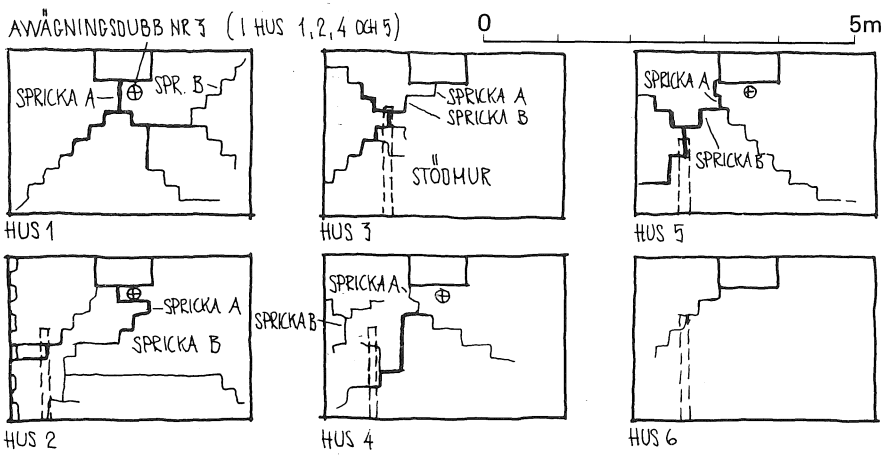 AVVÄGNINGSDUBB NR 3 (I HUS 1, 2, 4 OCH 5)
0 5m
SPRICKA A
SPR. B
HUS 1
SPRICKA A
SPRICKA B
STÖDMUR
HUS 3
SPRICKA A
SPRICKA B
HUS 5
SPRICKA A
SPRICKA B
HUS 2
SPRICKA A
SPRICKA B
HUS 4
HUS 6